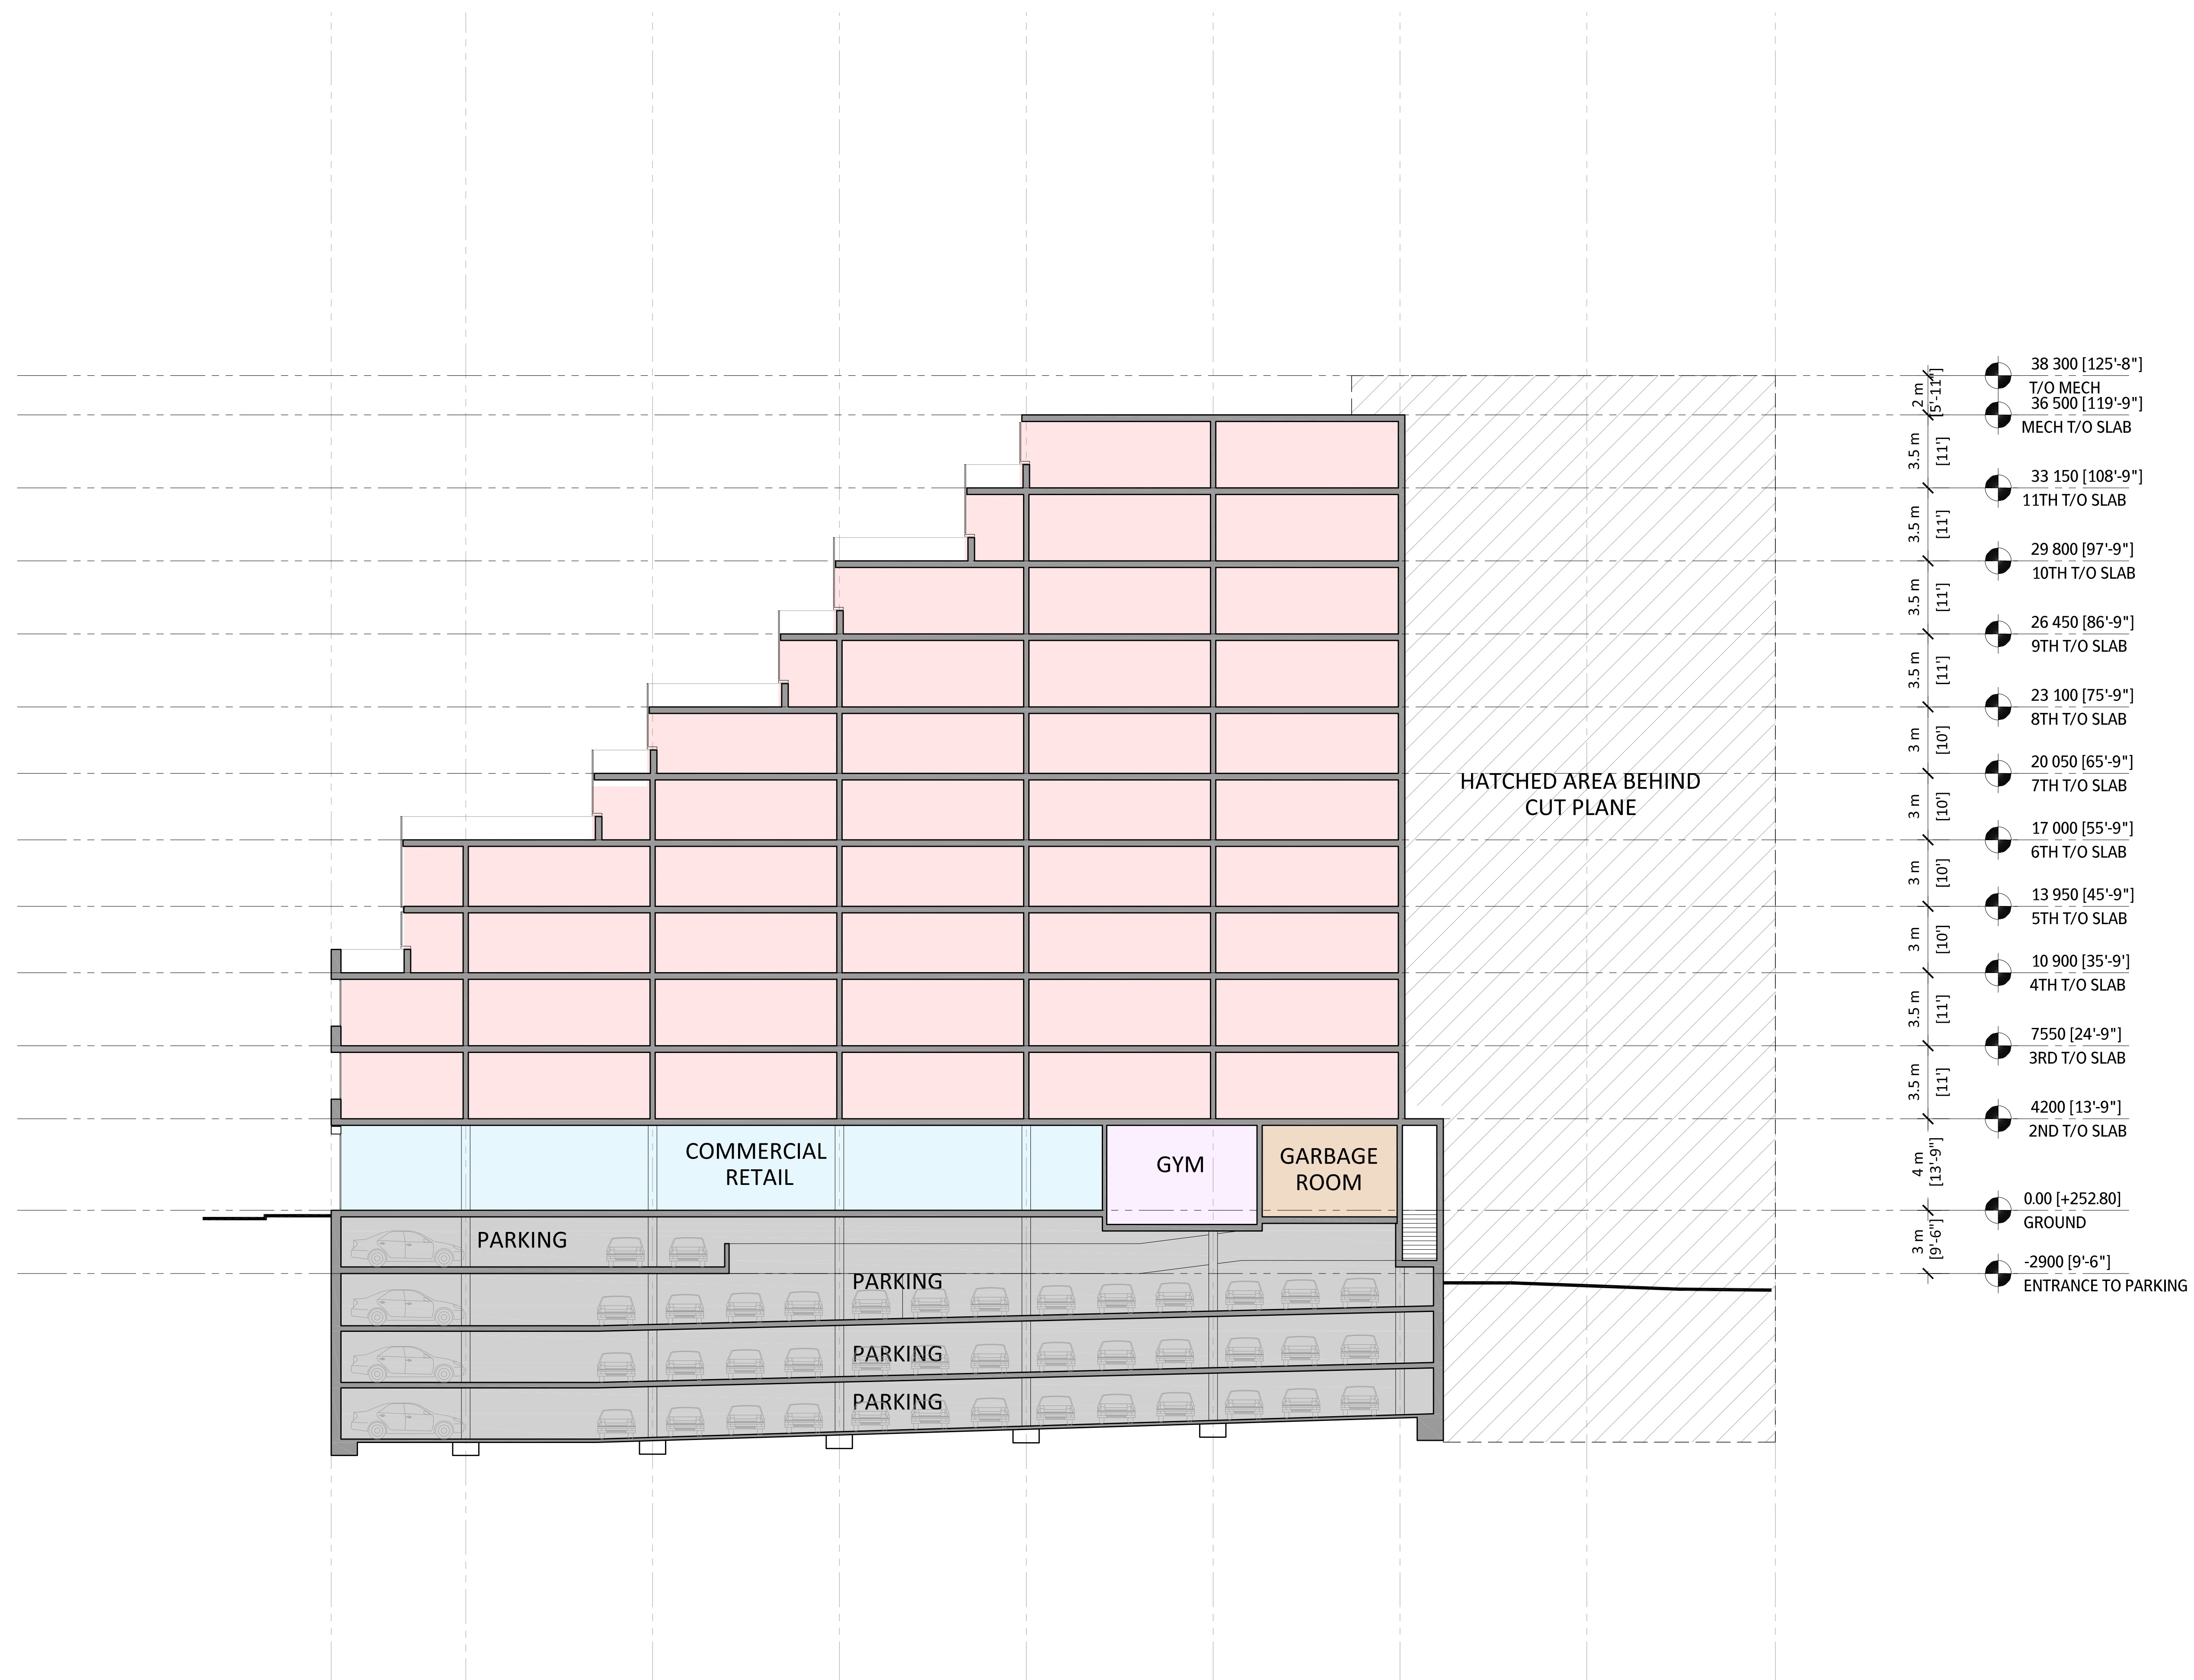 38 300 [125'-8"]
T/O MECH
2 m
[5'-11"]
36 500 [119'-9"]
MECH T/O SLAB
3.5 m
[11']
33 150 [108'-9"]
11TH T/O SLAB
3.5 m
[11']
29 800 [97'-9"]
10TH T/O SLAB
3.5 m
[11']
26 450 [86'-9"]
9TH T/O SLAB
3.5 m
[11']
23 100 [75'-9"]
8TH T/O SLAB
3 m
[10']
HATCHED AREA BEHIND
CUT PLANE
20 050 [65'-9"]
7TH T/O SLAB
3 m
[10']
17 000 [55'-9"]
6TH T/O SLAB
3 m
[10']
13 950 [45'-9"]
5TH T/O SLAB
3 m
[10']
10 900 [35'-9']
4TH T/O SLAB
3.5 m
[11']
7550 [24'-9"]
3RD T/O SLAB
3.5 m
[11']
4200 [13'-9"]
2ND T/O SLAB
COMMERCIAL
RETAIL
GYM
GARBAGE
ROOM
4 m
[13'-9"]
0.00 [+252.80]
GROUND
3 m
[9'-6"]
PARKING
-2900 [9'-6"]
ENTRANCE TO PARKING
PARKING
PARKING
PARKING